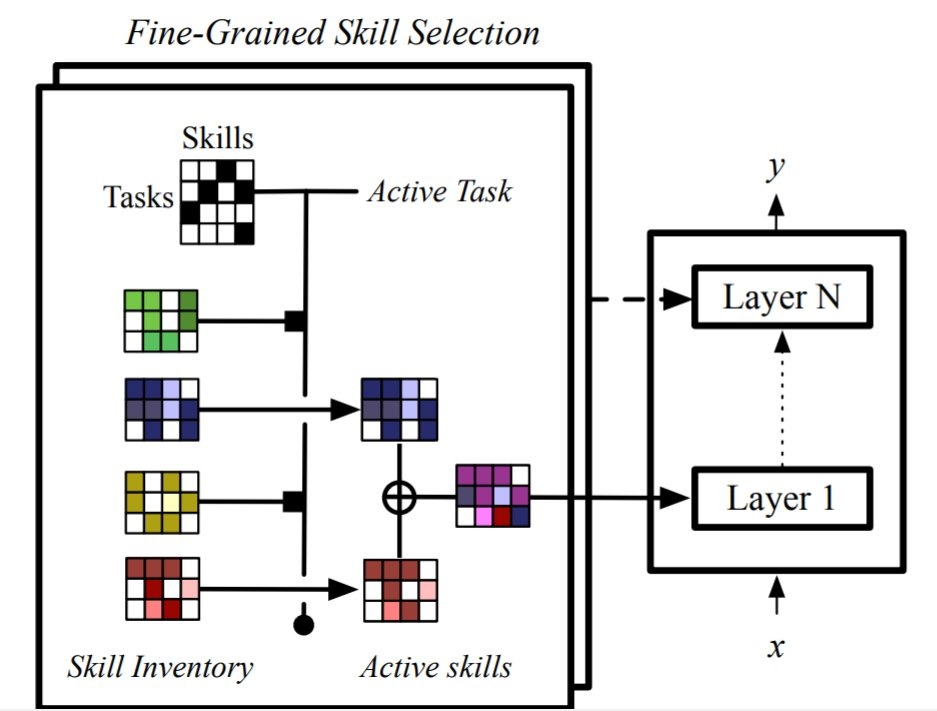 Fine-Grained Skill Selection
Skills
Tasks
Active Task
Skill Inventory
Active skills
y
Layer N
Layer 1
x